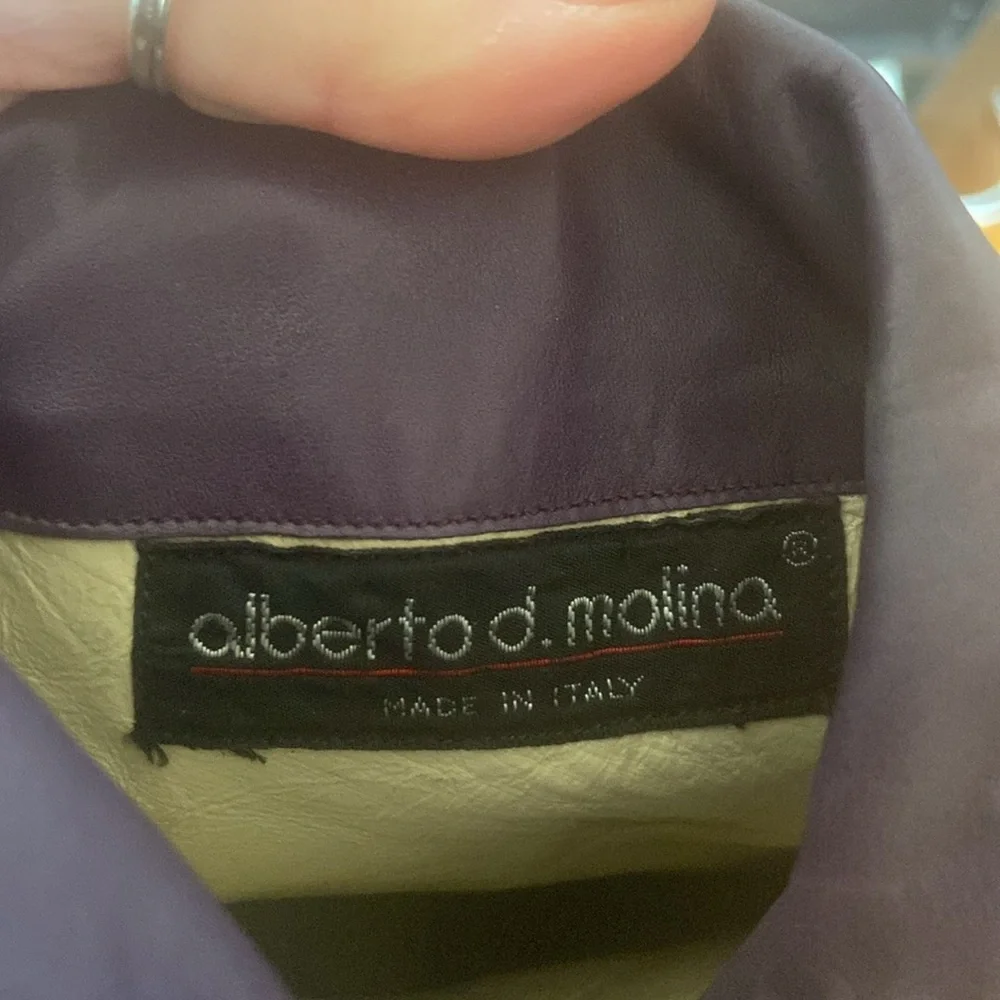 alberto d. molina ®
MADE IN ITALY